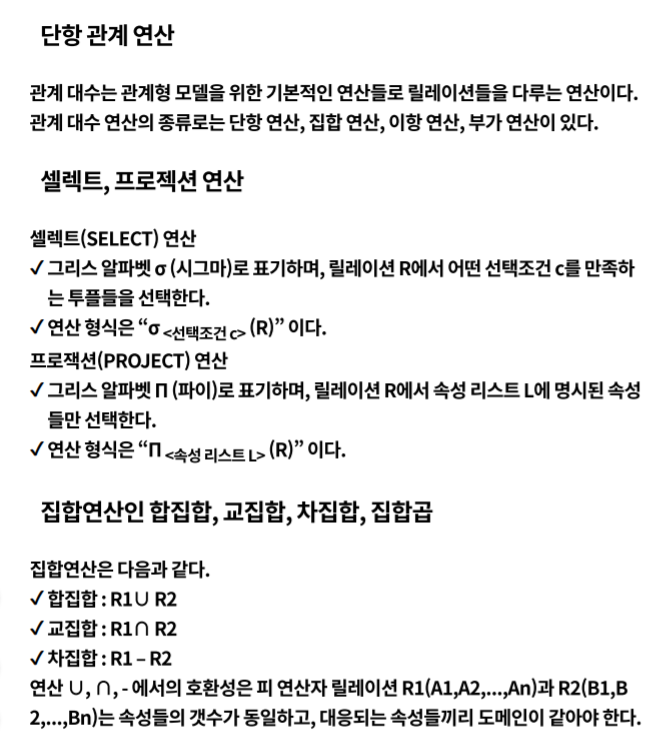 단항 관계 연산
관계 대수는 관계형 모델을 위한 기본적인 연산들로 릴레이션들을 다루는 연산이다.
관계 대수 연산의 종류로는 단항 연산, 집합 연산, 이항 연산, 부가 연산이 있다.
셀렉트, 프로젝션 연산
셀렉트(SELECT) 연산
✓ 그리스 알파벳 σ (시그마)로 표기하며, 릴레이션 R에서 어떤 선택조건 c를 만족하
는 투플들을 선택한다.
✓ 연산 형식은 “σ <선택조건 c> (R)” 이다.
프로잭션(PROJECT) 연산
✓ 그리스 알파벳 Π (파이)로 표기하며, 릴레이션 R에서 속성 리스트 L에 명시된 속성
들만 선택한다.
✓ 연산 형식은 “Π <속성 리스트 L> (R)” 이다.
집합연산인 합집합, 교집합, 차집합, 집합곱
집합연산은 다음과 같다.
✓ 합집합 : R1∪ R2
✓ 교집합 : R1∩ R2
✓ 차집합 : R1 – R2
연산 ∪, ∩, - 에서의 호환성은 피 연산자 릴레이션 R1(A1,A2,...,An)과 R2(B1,B
2,...,Bn)는 속성들의 갯수가 동일하고, 대응되는 속성들끼리 도메인이 같아야 한다.